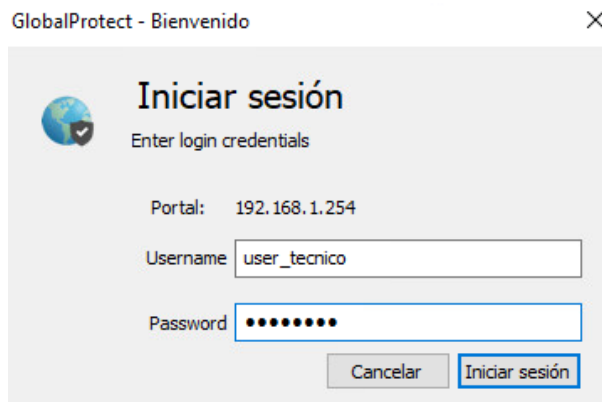 GlobalProtect - Bienvenido
Iniciar sesión
Enter login credentials
Portal: 192.168.1.254
Username user_tecnico
Password ••••••••
Cancelar Iniciar sesión